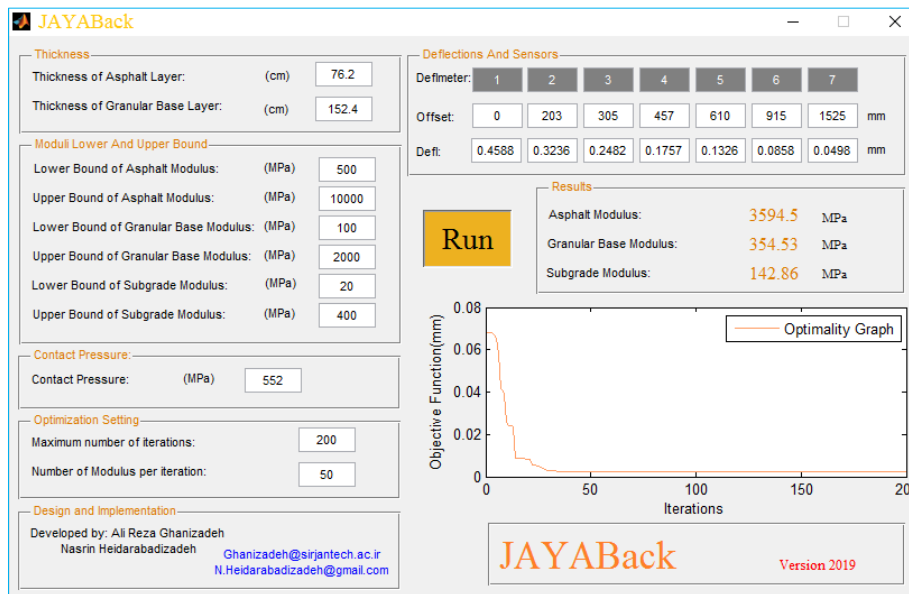 JAYABack
Thickness
Thickness of Asphalt Layer: (cm) 76.2
Thickness of Granular Base Layer: (cm) 152.4
Moduli Lower And Upper Bound
Lower Bound of Asphalt Modulus: (MPa) 500
Upper Bound of Asphalt Modulus: (MPa) 10000
Lower Bound of Granular Base Modulus: (MPa) 100
Upper Bound of Granular Base Modulus: (MPa) 2000
Lower Bound of Subgrade Modulus: (MPa) 20
Upper Bound of Subgrade Modulus: (MPa) 400
Contact Pressure:
Contact Pressure: (MPa) 552
Optimization Setting
Maximum number of iterations: 200
Number of Modulus per iteration: 50
Design and Implementation
Developed by: Ali Reza Ghanizadeh
Nasrin Heidarabadizadeh
Ghanizadeh@sirjantech.ac.ir
N.Heidarabadizadeh@gmail.com
Deflections And Sensors
Deflmeter: 1 2 3 4 5 6 7
Offset: 0 203 305 457 610 915 1525 mm
Defl: 0.4588 0.3236 0.2482 0.1757 0.1326 0.0858 0.0498 mm
Run
Results
Asphalt Modulus: 3594.5 MPa
Granular Base Modulus: 354.53 MPa
Subgrade Modulus: 142.86 MPa
Objective Function(mm)
0.08
0.06
0.04
0.02
0
Optimality Graph
0 50 100 150 20
Iterations
JAYABack
Version 2019